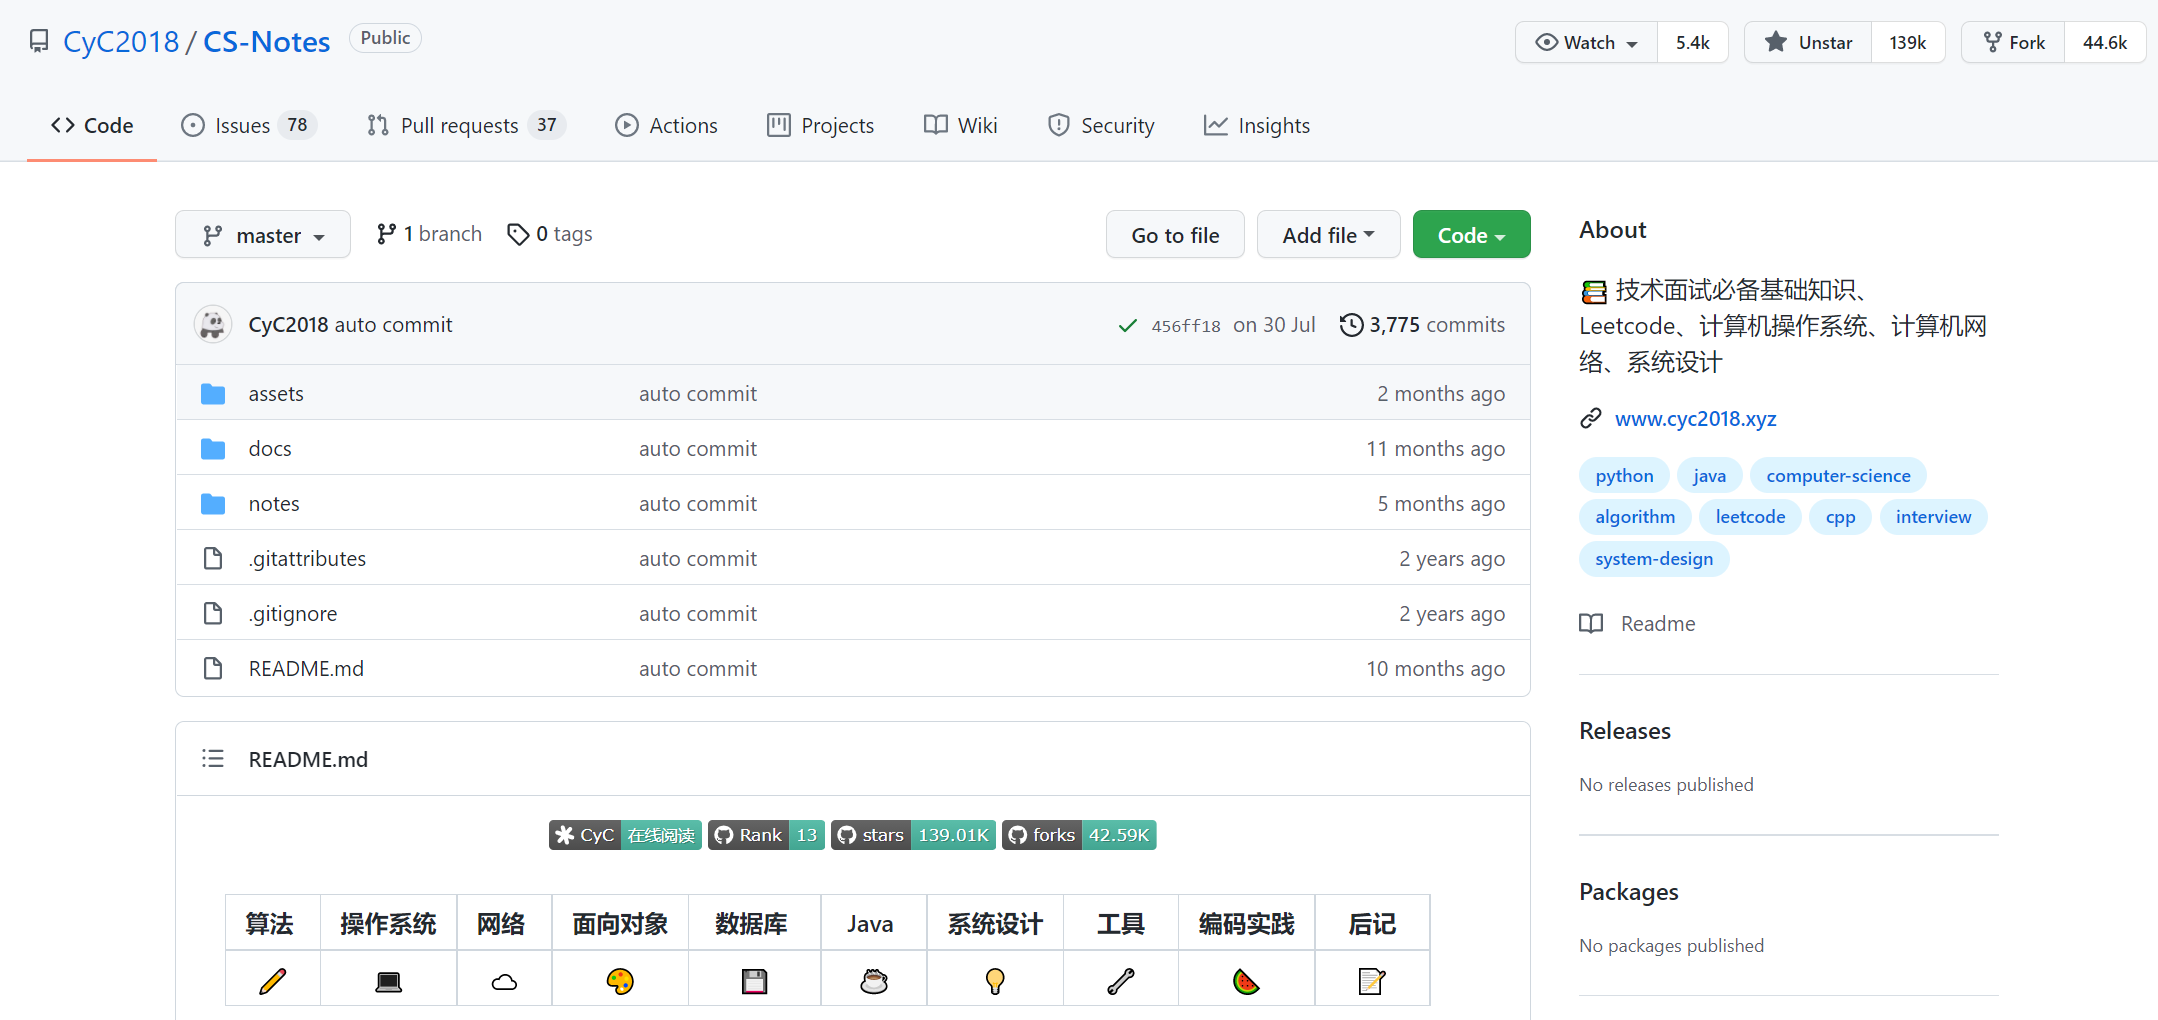 CyC2018 / CS-Notes Public
Watch 5.4k Unstar 139k Fork 44.6k
Code Issues 78 Pull requests 37 Actions Projects Wiki Security Insights
master 1 branch 0 tags Go to file Add file Code
CyC2018 auto commit 456ff18 on 30 Jul 3,775 commits
assets auto commit 2 months ago
docs auto commit 11 months ago
notes auto commit 5 months ago
.gitattributes auto commit 2 years ago
.gitignore auto commit 2 years ago
README.md auto commit 10 months ago
README.md
CyC 在线阅读 Rank 13 stars 139.01K forks 42.59K
算法 操作系统 网络 面向对象 数据库 Java 系统设计 工具 编码实践 后记
About
技术面试必备基础知识、
Leetcode、计算机操作系统、计算机网
络、系统设计
www.cyc2018.xyz
python java computer-science
algorithm leetcode cpp interview
system-design
Readme
Releases
No releases published
Packages
No packages published